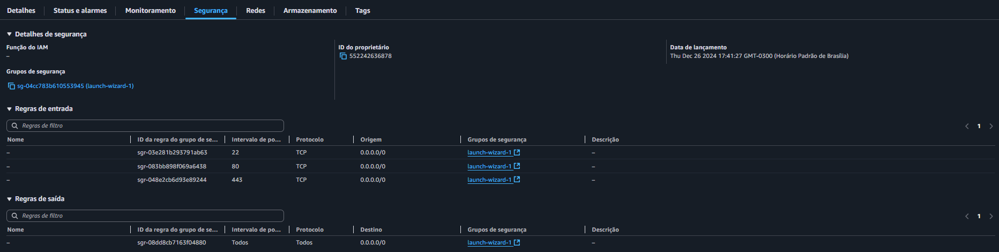 Detalhes Status e alarmes Monitoramento Segurança Redes Armazenamento Tags
Detalhes de segurança
Função do IAM ID do proprietário Data de lançamento
– 552242636878 Thu Dec 26 2024 17:41:27 GMT-0300 (Horário Padrão de Brasília)
Grupos de segurança
sg-04cc783b610553945 (launch-wizard-1)
Regras de entrada
Regras de filtro 1
Nome ID da regra do grupo de se... Intervalo de po... Protocolo Origem Grupos de segurança Descrição
– sgr-03e281b293791ab63 22 TCP 0.0.0.0/0 launch-wizard-1 –
– sgr-083bb898f069a6438 80 TCP 0.0.0.0/0 launch-wizard-1 –
– sgr-048e2cb6d93e89244 443 TCP 0.0.0.0/0 launch-wizard-1 –
Regras de saída
Regras de filtro 1
Nome ID da regra do grupo de se... Intervalo de po... Protocolo Destino Grupos de segurança Descrição
– sgr-08dd8cb7163f04880 Todos Todos 0.0.0.0/0 launch-wizard-1 –